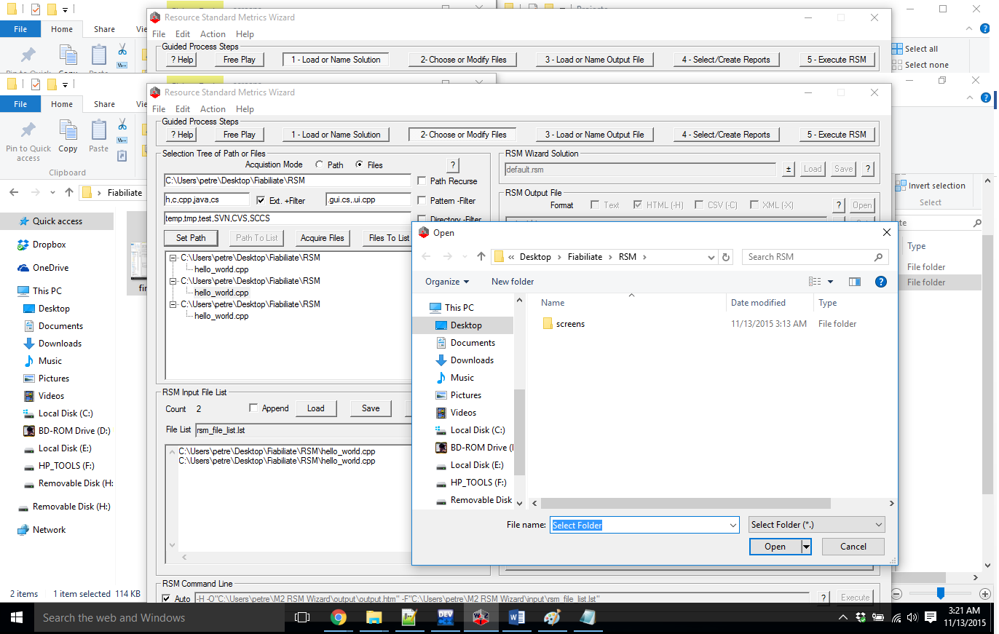 Resource Standard Metrics Wizard
File Edit Action Help
Guided Process Steps
? Help Free Play 1 - Load or Name Solution 2- Choose or Modify Files 3 - Load or Name Output File 4 - Select/Create Reports 5 - Execute RSM
File Home Share
Select all
Select none
Resource Standard Metrics Wizard
File Edit Action Help
Guided Process Steps
? Help Free Play 1 - Load or Name Solution 2- Choose or Modify Files 3 - Load or Name Output File 4 - Select/Create Reports 5 - Execute RSM
File Home Share
Pin to Quick access
Copy
Paste
Clipboard
Fiabiliate
Quick access
Dropbox
OneDrive
This PC
Desktop
Documents
Downloads
Music
Pictures
Videos
Local Disk (C:)
BD-ROM Drive (D:)
Local Disk (E:)
HP_TOOLS (F:)
Removable Disk (H:
Removable Disk (H:)
Network
2 items 1 item selected 114 KB
Selection Tree of Path or Files
Acquistion Mode Path Files ?
C:\Users\petre\Desktop\Fiabiliate\RSM Path Recurse
h,c,cpp,java,cs Ext. +Filter .gui.cs,.ui.cpp Pattern -Filter
temp,tmp,test,SVN,CVS,SCCS Directory -Filter
Set Path Path To List Acquire Files Files To List
C:\Users\petre\Desktop\Fiabiliate\RSM
hello_world.cpp
C:\Users\petre\Desktop\Fiabiliate\RSM
hello_world.cpp
C:\Users\petre\Desktop\Fiabiliate\RSM
hello_world.cpp
RSM Input File List
Count 2 Append Load Save
File List rsm_file_list.lst
C:\Users\petre\Desktop\Fiabiliate\RSM\hello_world.cpp
C:\Users\petre\Desktop\Fiabiliate\RSM\hello_world.cpp
RSM Command Line
Auto -H -O"C:\Users\petre\M2 RSM Wizard\output\output.htm" -F"C:\Users\petre\M2 RSM Wizard\input\rsm_file_list.lst" ? Execute
RSM Wizard Solution
default.rsm ± Load Save ?
RSM Output File
Format Text HTML (-H) CSV (-C) XML (-X) ? Open
Invert selection
Select
Type
File folder
File folder
Open
« Desktop › Fiabiliate › RSM › Search RSM
Organize New folder
This PC
Desktop
Documents
Downloads
Music
Pictures
Videos
Local Disk (C:)
BD-ROM Drive (
Local Disk (E:)
HP_TOOLS (F:)
Removable Disk
Name Date modified Type
screens 11/13/2015 3:13 AM File folder
File name: Select Folder Select Folder (*.)
Open Cancel
Search the web and Windows
3:21 AM
11/13/2015